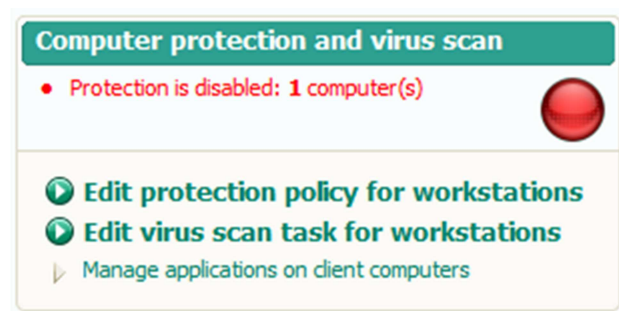 Computer protection and virus scan
Protection is disabled: 1 computer(s)
Edit protection policy for workstations
Edit virus scan task for workstations
Manage applications on client computers